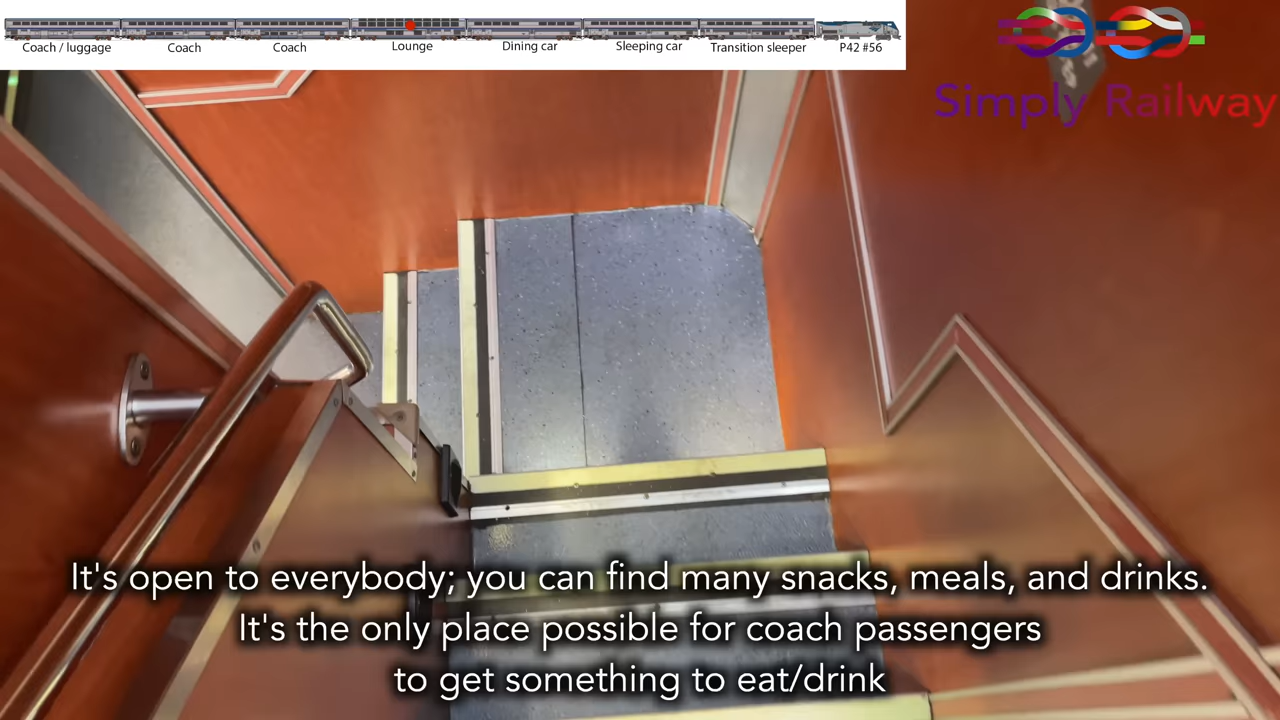 Coach / luggage
Coach
Coach
Lounge
Dining car
Sleeping car
Transition sleeper
P42 #56
Simply Railway
It's open to everybody; you can find many snacks, meals, and drinks.
It's the only place possible for coach passengers
to get something to eat/drink